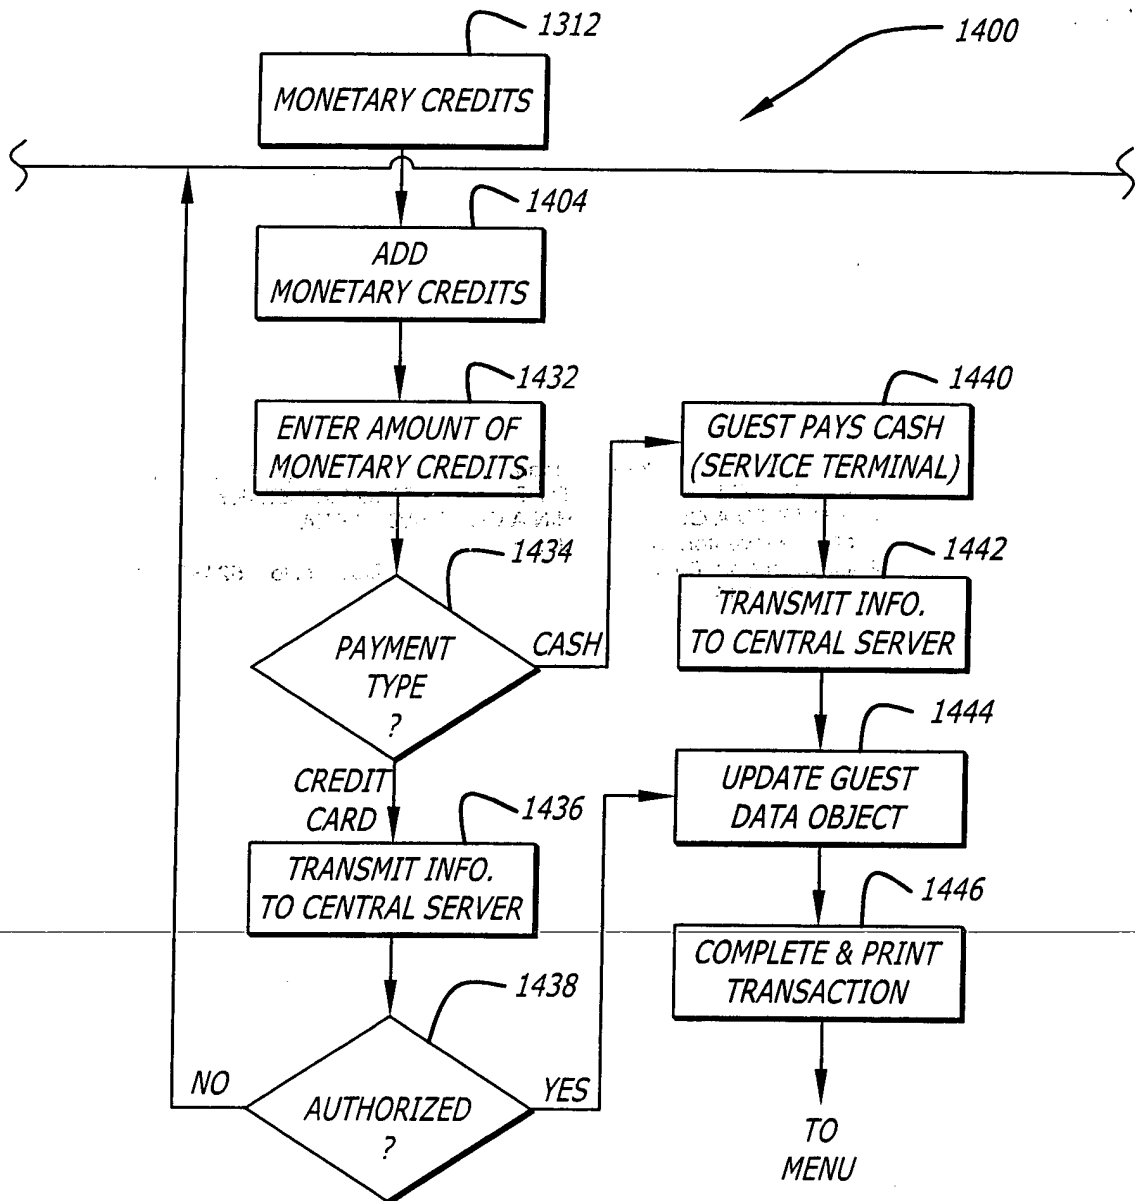 1312
1400
MONETARY CREDITS
1404
ADD
MONETARY CREDITS
1432
ENTER AMOUNT OF
MONETARY CREDITS
1440
GUEST PAYS CASH
(SERVICE TERMINAL)
1434
PAYMENT
TYPE
?
CASH
1442
TRANSMIT INFO.
TO CENTRAL SERVER
CREDIT
CARD
1444
UPDATE GUEST
DATA OBJECT
1436
TRANSMIT INFO.
TO CENTRAL SERVER
1446
COMPLETE & PRINT
TRANSACTION
1438
AUTHORIZED
?
NO
YES
TO
MENU